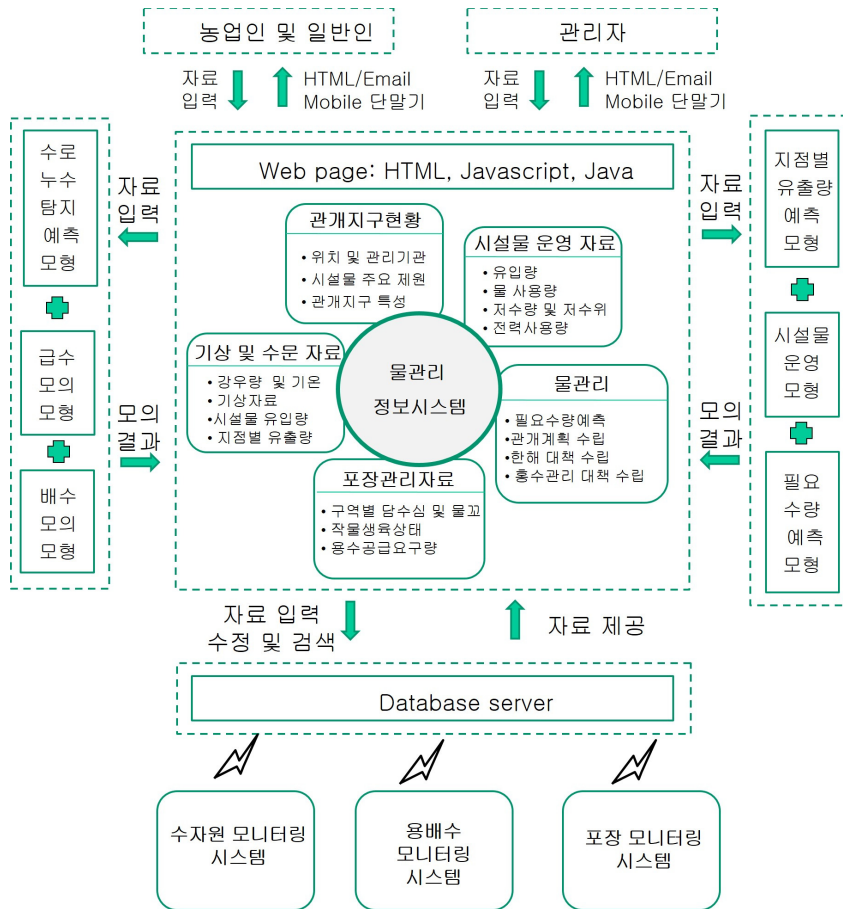 농업인 및 일반인
관리자
자료
입력
HTML/Email
Mobile 단말기
자료
입력
HTML/Email
Mobile 단말기
수로
누수
탐지
예측
모형
급수
모의
모형
배수
모의
모형
자료
입력
모의
결과
Web page: HTML, Javascript, Java
관개지구현황
• 위치 및 관리기관
• 시설물 주요 제원
• 관개지구 특성
시설물 운영 자료
• 유입량
• 물 사용량
• 저수량 및 저수위
• 전력사용량
기상 및 수문 자료
• 강우량 및 기온
• 기상자료
•시설물 유입량
• 지점별 유출량
물관리
정보시스템
물관리
• 필요수량예측
•관개계획 수립
•한해 대책 수립
• 홍수관리 대책 수립
포장관리자료
• 구역별 담수심 및 물꼬
• 작물생육상태
• 용수공급요구량
자료
입력
모의
결과
지점별
유출량
예측
모형
시설물
운영
모형
필요
수량
예측
모형
자료 입력
수정 및 검색
자료 제공
Database server
수자원 모니터링
시스템
용배수
모니터링
시스템
포장 모니터링
시스템